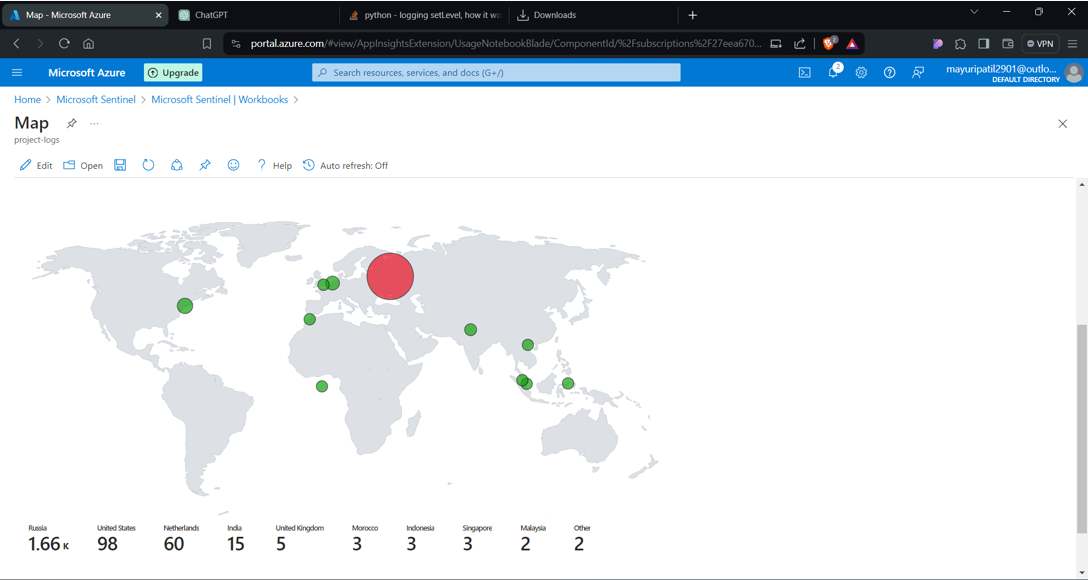 Map - Microsoft Azure
ChatGPT
python - logging setLevel, how it wo
Downloads
portal.azure.com/#view/AppInsightsExtension/UsageNotebookBlade/ComponentId/%2Fsubscriptions%2F27eea670...
2
VPN
Microsoft Azure
Upgrade
Search resources, services, and docs (G+/)
2
mayuripatil2901@outlo...
DEFAULT DIRECTORY
Home > Microsoft Sentinel > Microsoft Sentinel | Workbooks >
Map
...
project-logs
Edit
Open
Help
Auto refresh: Off
Russia United States Netherlands India United Kingdom Morocco Indonesia Singapore Malaysia Other
1.66 K 98 60 15 5 3 3 3 2 2